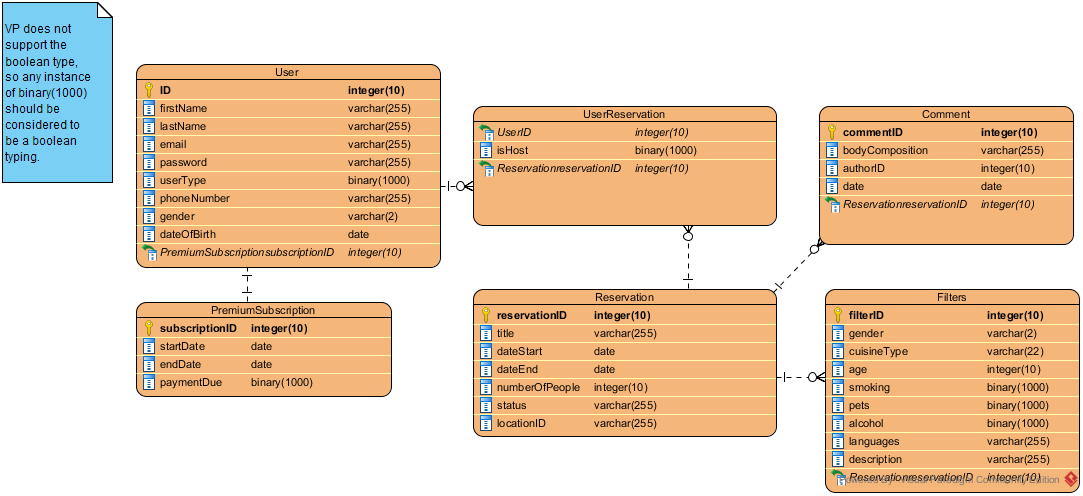 VP does not
support the
boolean type,
so any instance
of binary(1000)
should be
considered to
be a boolean
typing.
User
ID integer(10)
firstName varchar(255)
lastName varchar(255)
email varchar(255)
password varchar(255)
userType binary(1000)
phoneNumber varchar(255)
gender varchar(2)
dateOfBirth date
PremiumSubscriptionsubscriptionID integer(10)
PremiumSubscription
subscriptionID integer(10)
startDate date
endDate date
paymentDue binary(1000)
UserReservation
UserID integer(10)
isHost binary(1000)
ReservationreservationID integer(10)
Reservation
reservationID integer(10)
title varchar(255)
dateStart date
dateEnd date
numberOfPeople integer(10)
status varchar(255)
locationID varchar(255)
Comment
commentID integer(10)
bodyComposition varchar(255)
authorID integer(10)
date date
ReservationreservationID integer(10)
Filters
filterID integer(10)
gender varchar(2)
cuisineType varchar(22)
age integer(10)
smoking binary(1000)
pets binary(1000)
alcohol binary(1000)
languages varchar(255)
description varchar(255)
ReservationreservationID integer(10)
Powered By Visual Paradigm Community Edition